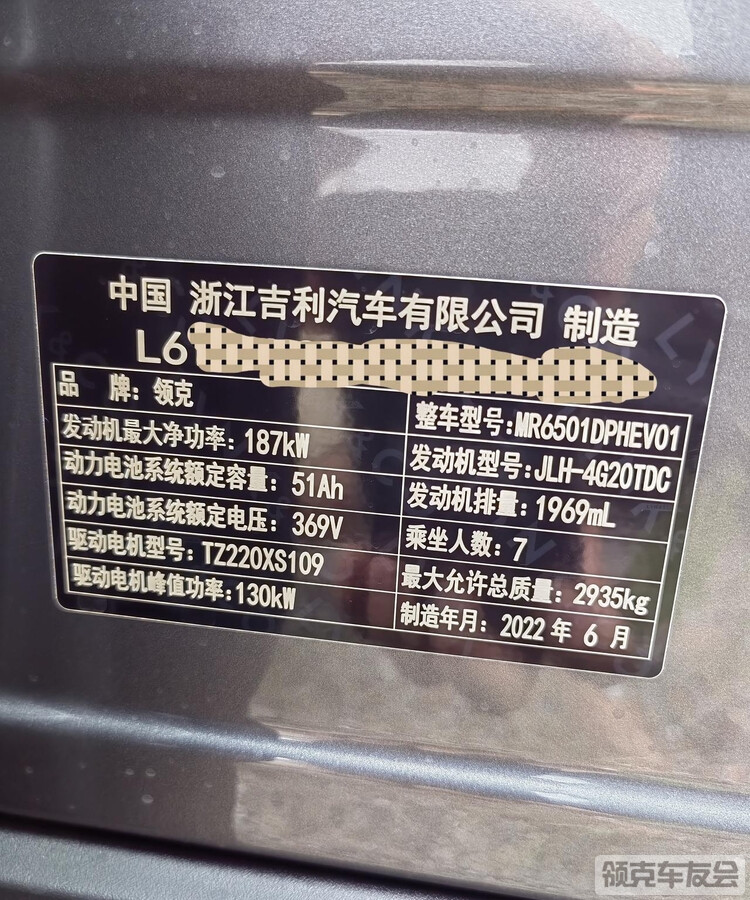 中国 浙江吉利汽车有限公司 制造
L6
品 牌：领克
整车型号：MR6501DPHEV01
发动机最大净功率：187kW
发动机型号：JLH-4G20TDC
动力电池系统额定容量：51Ah
发动机排量：1969mL
动力电池系统额定电压：369V
乘坐人数：7
驱动电机型号：TZ220XS109
最大允许总质量：2935kg
驱动电机峰值功率：130kW
制造年月：2022年6月
领克车友会